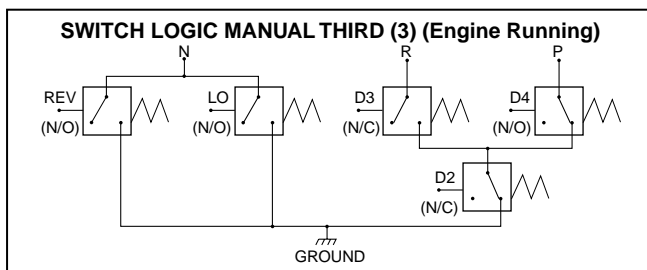 SWITCH LOGIC MANUAL THIRD (3) (Engine Running)
N
R
P
REV
(N/O)
LO
(N/O)
D3
(N/C)
D4
(N/O)
D2
(N/C)
GROUND